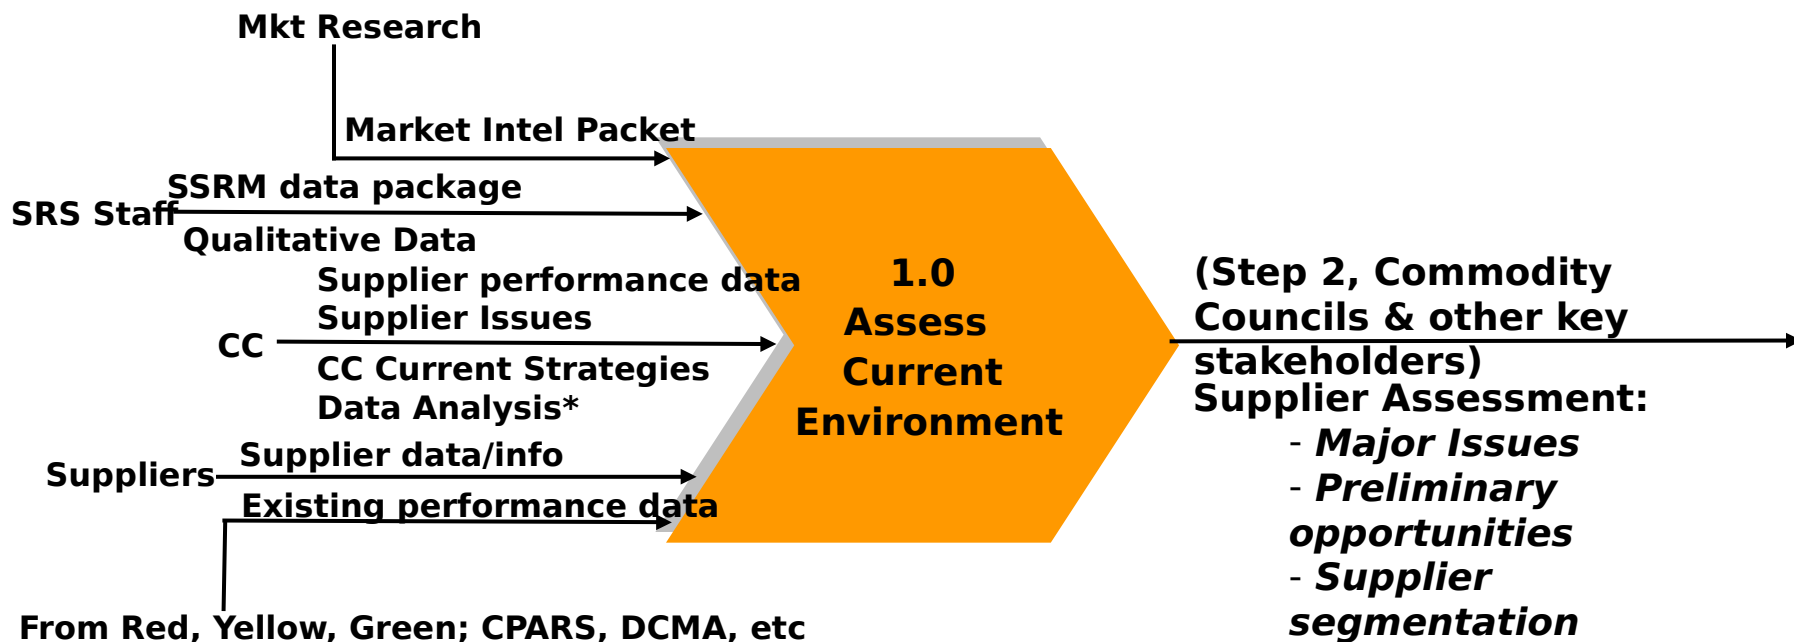 Mkt Research
Market Intel Packet
SSRM data package
SRS Staff
Qualitative Data
Supplier performance data
Supplier Issues
CC
CC Current Strategies
Data Analysis*
Supplier data/info
Suppliers
Existing performance data
From Red, Yellow, Green; CPARS, DCMA, etc
1.0
Assess
Current
Environment
(Step 2, Commodity
Councils & other key
stakeholders)
Supplier Assessment:
- Major Issues
- Preliminary
opportunities
- Supplier
segmentation